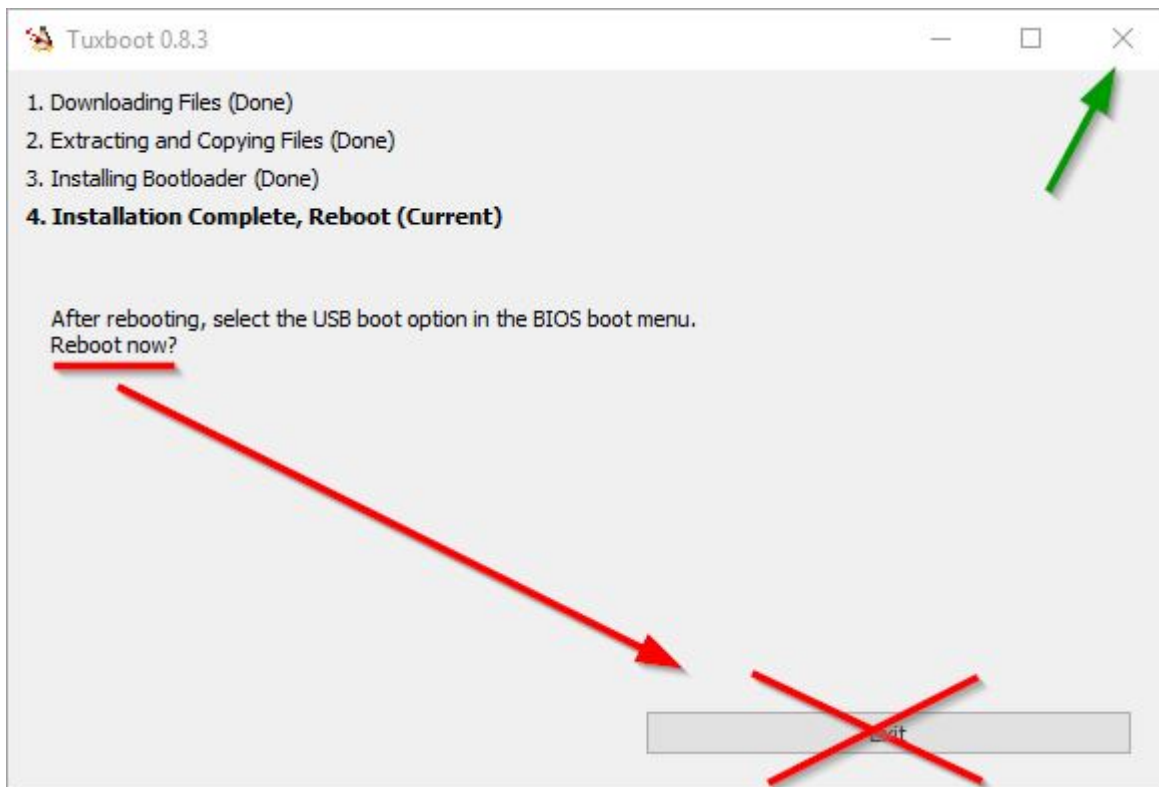 Tuxboot 0.8.3
1. Downloading Files (Done)
2. Extracting and Copying Files (Done)
3. Installing Bootloader (Done)
4. Installation Complete, Reboot (Current)
After rebooting, select the USB boot option in the BIOS boot menu.
Reboot now?
Exit